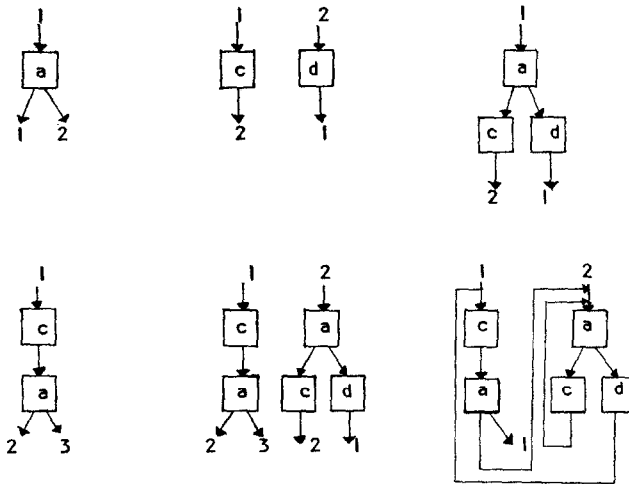 1 1 2 1
a c d a
1 2 2 1 c d
2 1
1 1 2 1 2
c c a c a
a a c d a c d
2 3 2 3 2 1 1